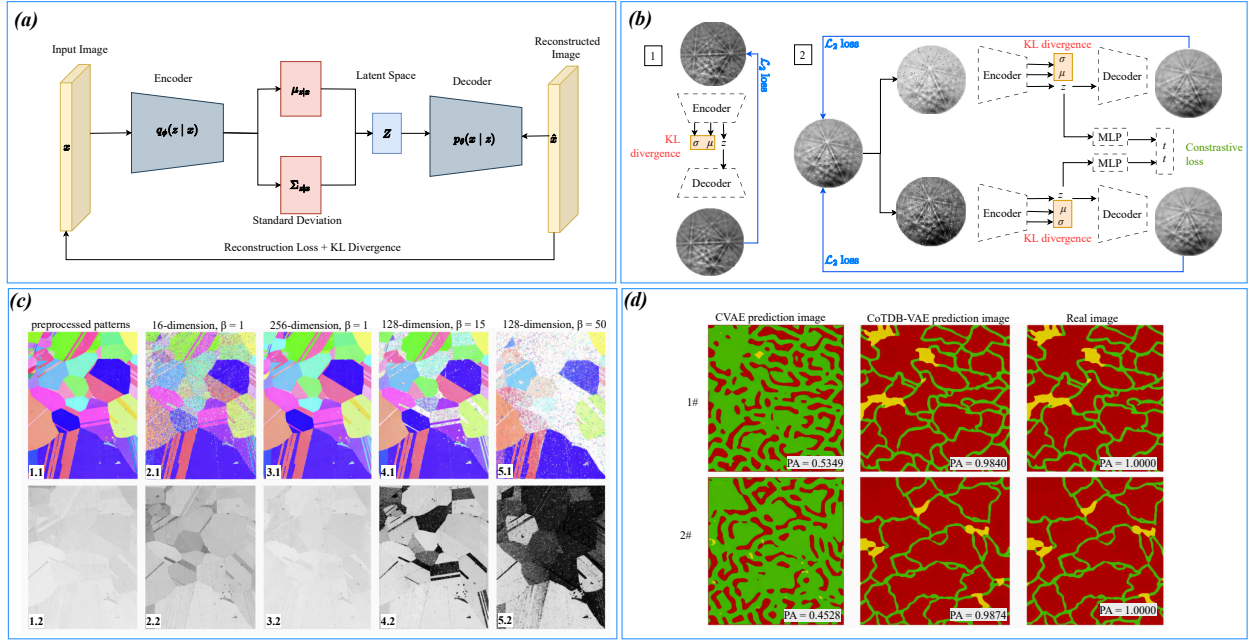 (a)
Input Image
Encoder
Latent Space
Decoder
Reconstructed
Image
x
qϕ(z | x)
μz|x
Σz|x
Z
pθ(x | z)
x̂
Standard Deviation
Reconstruction Loss + KL Divergence
(b)
1
ℒ2 loss
Encoder
KL
divergence
σ μ z
Decoder
2
ℒ2 loss
KL divergence
Encoder
σ
μ
z
Decoder
MLP
MLP
t
t
Constrastive
loss
z
μ
σ
Encoder
Decoder
KL divergence
ℒ2 loss
(c)
preprocessed patterns
16-dimension, β = 1
256-dimension, β = 1
128-dimension, β = 15
128-dimension, β = 50
1.1
2.1
3.1
4.1
5.1
1.2
2.2
3.2
4.2
5.2
(d)
CVAE prediction image
CoTDB-VAE prediction image
Real image
1#
PA = 0.5349
PA = 0.9840
PA = 1.0000
2#
PA = 0.4528
PA = 0.9874
PA = 1.0000